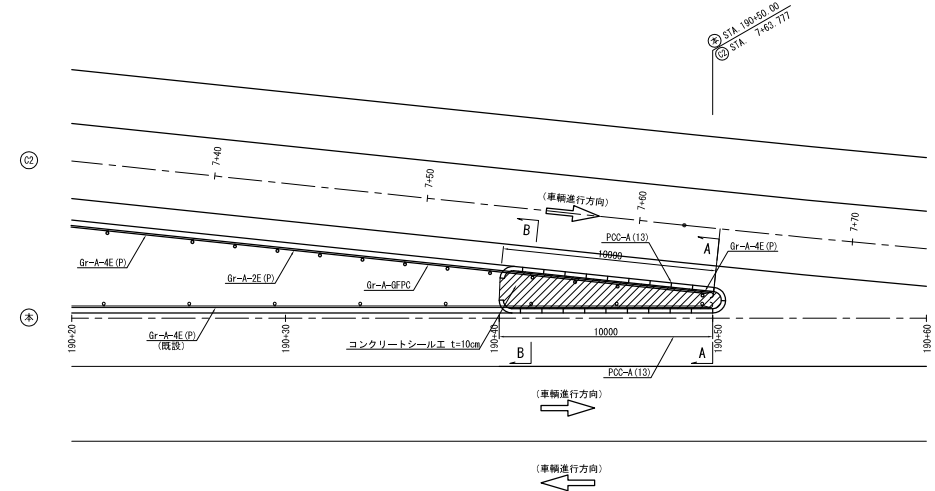 本 STA.190+50.00
C2 STA. 7+63.777
C2
7+40
7+50
(車輌進行方向)
7+60
7+70
B
A
PCC-A(13)
Gr-A-4E(P)
10000
Gr-A-4E(P)
Gr-A-2E(P)
Gr-A-GFPC
本
Gr-A-4E(P)
(既設)
コンクリートシール工 t=10cm
10000
B
A
PCC-A(13)
190+20
190+30
190+40
190+50
190+60
(車輌進行方向)
(車輌進行方向)